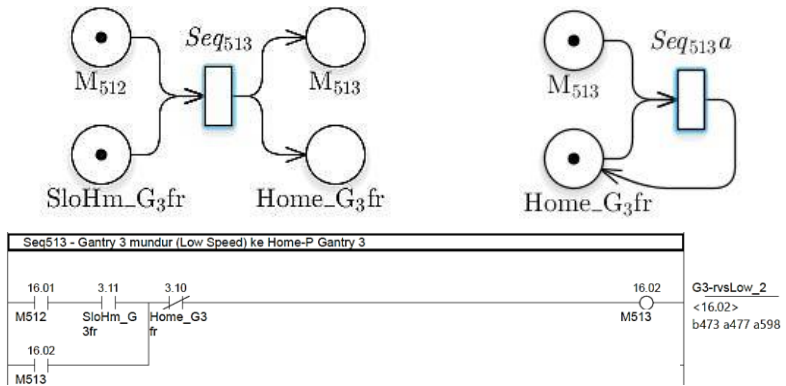 Seq513
M512
M513
SloHm_G3fr
Home_G3fr
Seq513a
M513
Home_G3fr
Seq513 - Gantry 3 mundur (Low Speed) ke Home-P Gantry 3
16.01 3.11 3.10 16.02 G3-rvsLow_2
M512 SloHm_G Home_G3 M513 <16.02>
3fr fr b473 a477 a598
16.02
M513